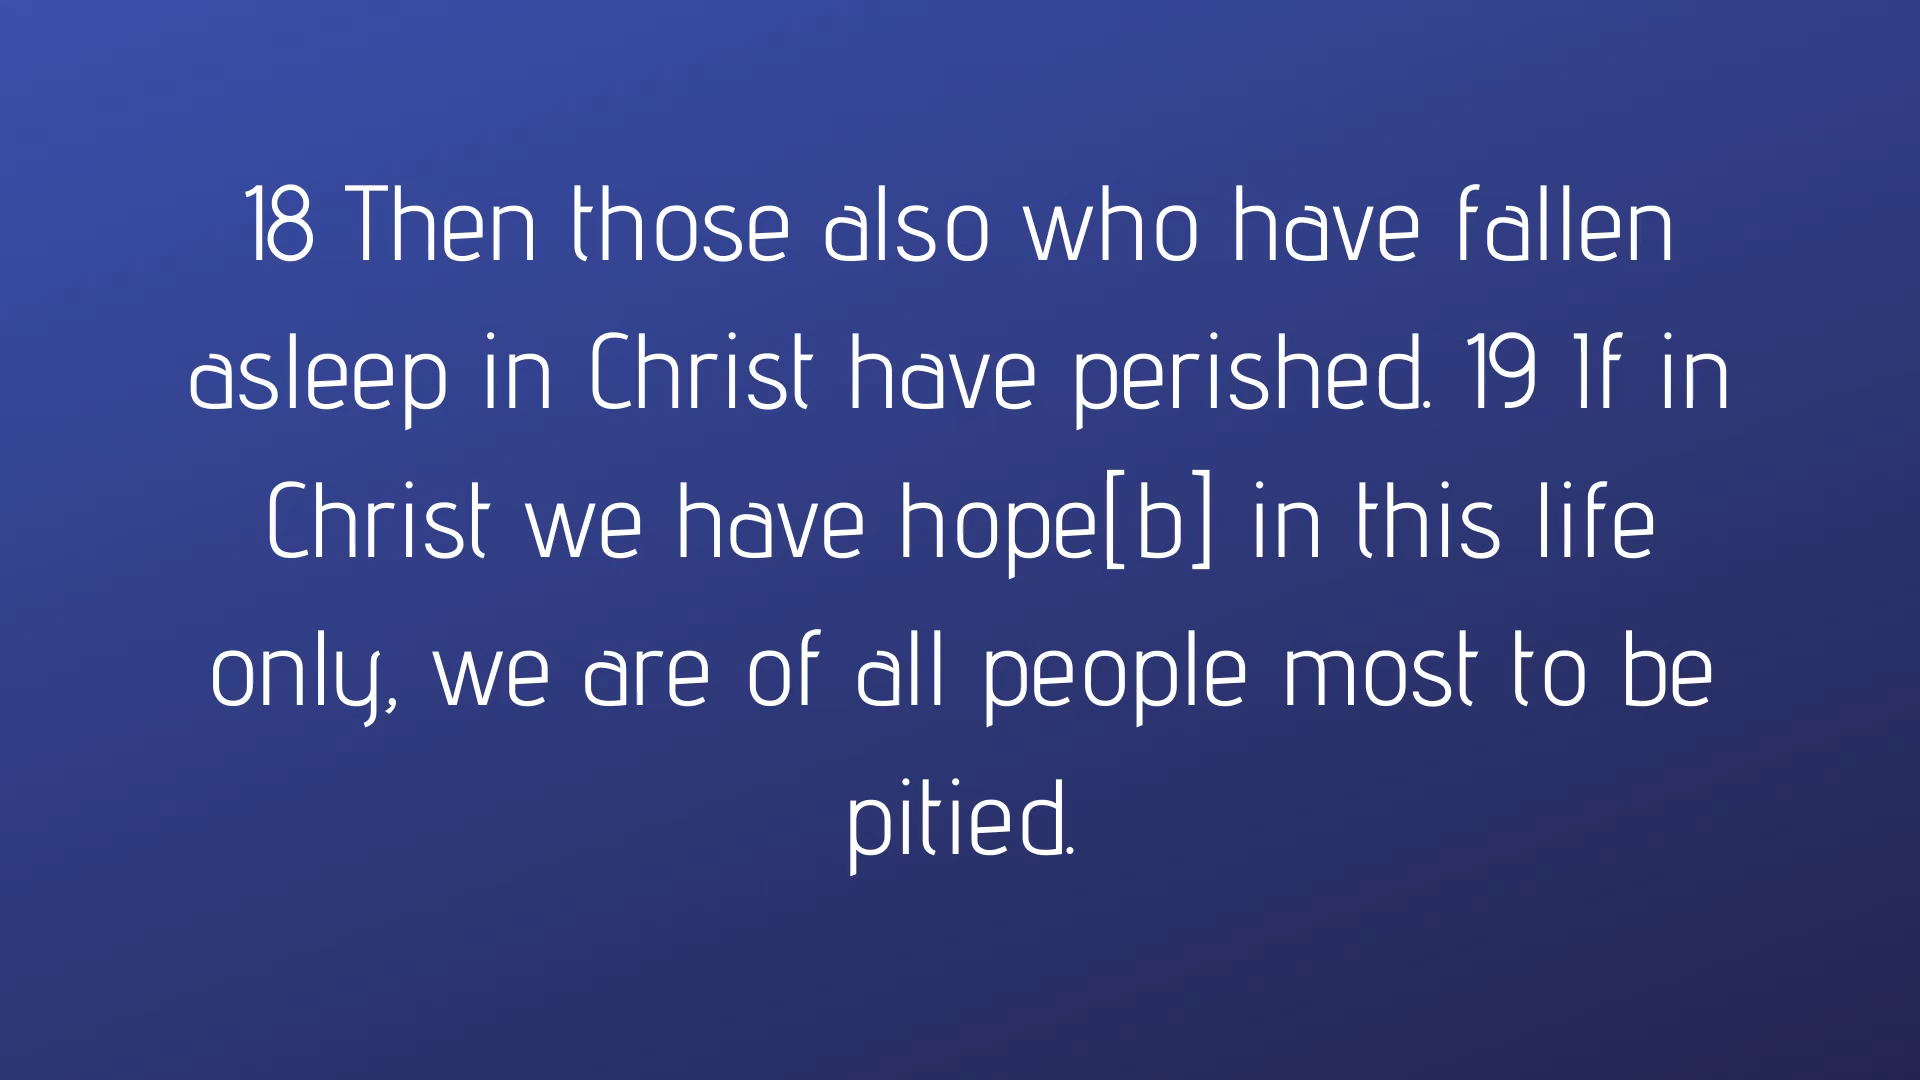 18 Then those also who have fallen
asleep in Christ have perished. 19 If in
Christ we have hope[b] in this life
only, we are of all people most to be
pitied.